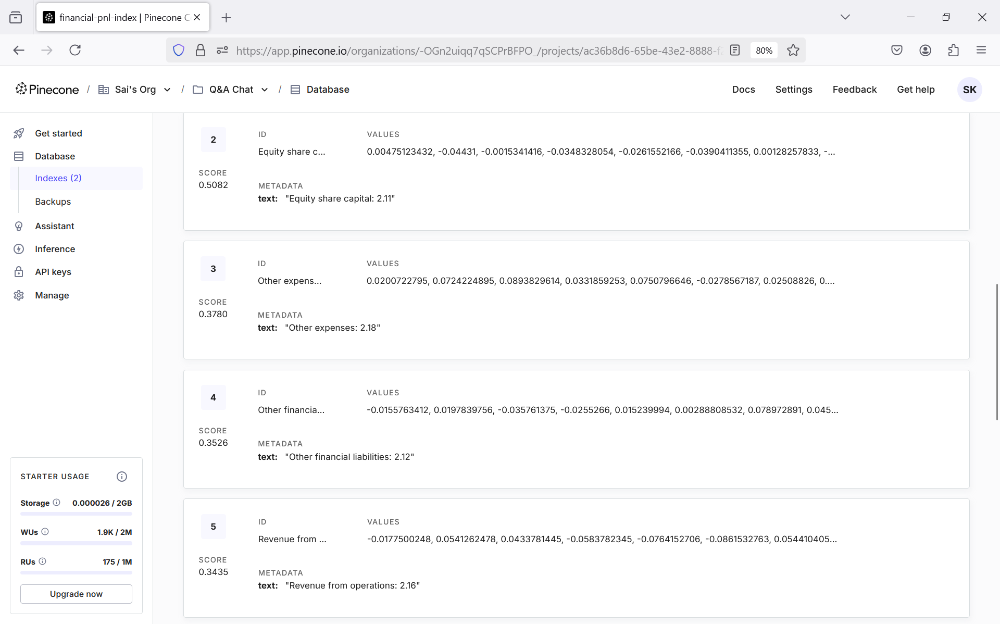 financial-pnl-index | Pinecone C
https://app.pinecone.io/organizations/-OGn2uiqq7qSCPrBFPO_/projects/ac36b8d6-65be-43e2-8888-f
80%
Pinecone / Sai's Org / Q&A Chat / Database
Docs Settings Feedback Get help SK
Get started
Database
Indexes (2)
Backups
Assistant
Inference
API keys
Manage
STARTER USAGE
Storage 0.000026 / 2GB
WUs 1.9K / 2M
RUs 175 / 1M
Upgrade now
2 ID VALUES
Equity share c... 0.00475123432, -0.04431, -0.0015341416, -0.0348328054, -0.0261552166, -0.0390411355, 0.00128257833, -...
SCORE
0.5082
METADATA
text: "Equity share capital: 2.11"
3 ID VALUES
Other expens... 0.0200722795, 0.0724224895, 0.0893829614, 0.0331859253, 0.0750796646, -0.0278567187, 0.02508826, 0....
SCORE
0.3780
METADATA
text: "Other expenses: 2.18"
4 ID VALUES
Other financia... -0.0155763412, 0.0197839756, -0.035761375, -0.0255266, 0.015239994, 0.00288808532, 0.078972891, 0.045...
SCORE
0.3526
METADATA
text: "Other financial liabilities: 2.12"
5 ID VALUES
Revenue from ... -0.0177500248, 0.0541262478, 0.0433781445, -0.0583782345, -0.0764152706, -0.0861532763, 0.054410405...
SCORE
0.3435
METADATA
text: "Revenue from operations: 2.16"